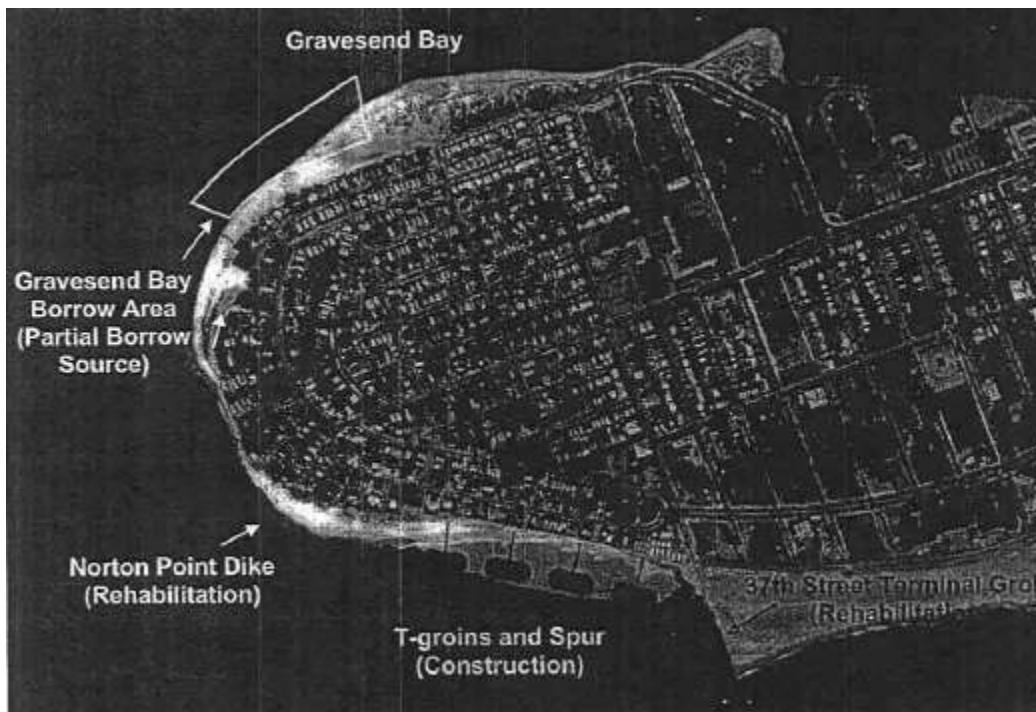 Gravesend Bay
Gravesend Bay
Borrow Area
(Partial Borrow
Source)
Norton Point Dike
(Rehabilitation)
T-groins and Spur
(Construction)
37th Street Terminal